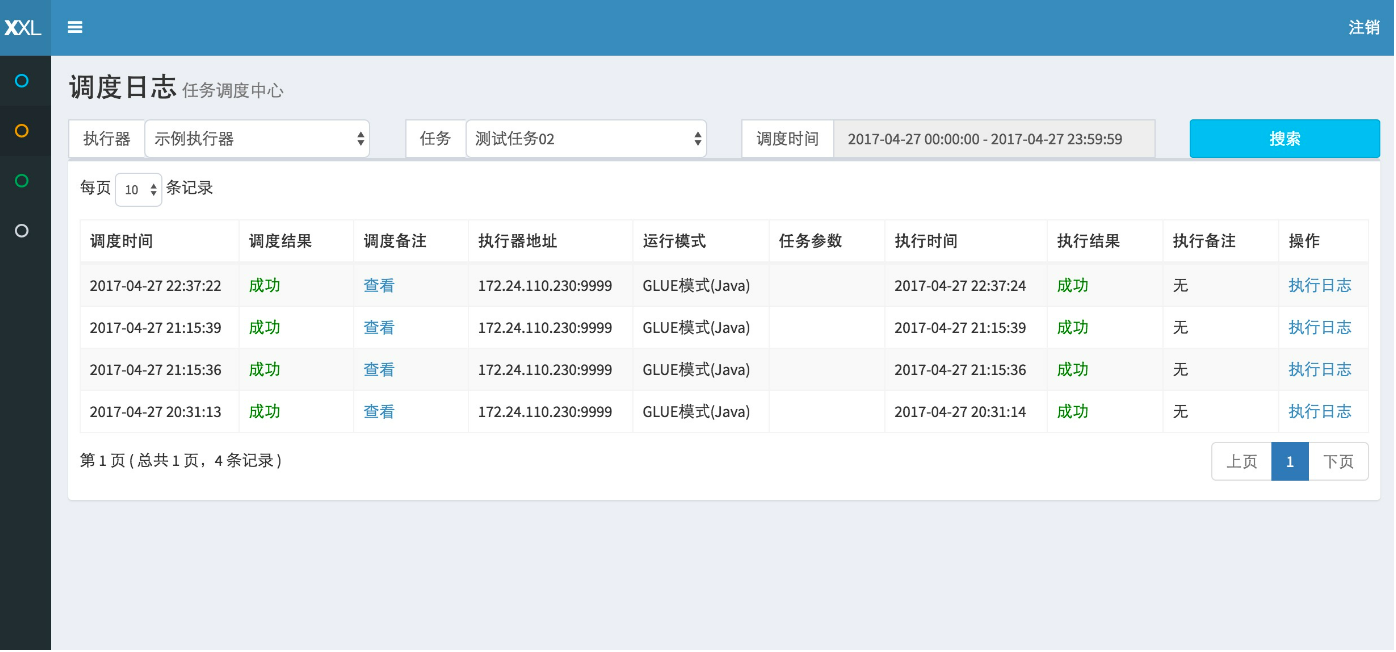 XXL
注销
调度日志 任务调度中心
执行器 示例执行器 任务 测试任务02 调度时间 2017-04-27 00:00:00 - 2017-04-27 23:59:59 搜索
每页 10 条记录
调度时间 调度结果 调度备注 执行器地址 运行模式 任务参数 执行时间 执行结果 执行备注 操作
2017-04-27 22:37:22 成功 查看 172.24.110.230:9999 GLUE模式(Java) 2017-04-27 22:37:24 成功 无 执行日志
2017-04-27 21:15:39 成功 查看 172.24.110.230:9999 GLUE模式(Java) 2017-04-27 21:15:39 成功 无 执行日志
2017-04-27 21:15:36 成功 查看 172.24.110.230:9999 GLUE模式(Java) 2017-04-27 21:15:36 成功 无 执行日志
2017-04-27 20:31:13 成功 查看 172.24.110.230:9999 GLUE模式(Java) 2017-04-27 20:31:14 成功 无 执行日志
第 1 页 ( 总共 1 页，4 条记录 ) 上页 1 下页